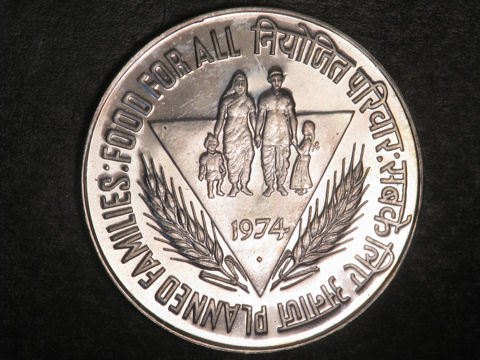 PLANNED FAMILIES: FOOD FOR ALL
नियोजित परिवार: सबके लिए अनाज
1974